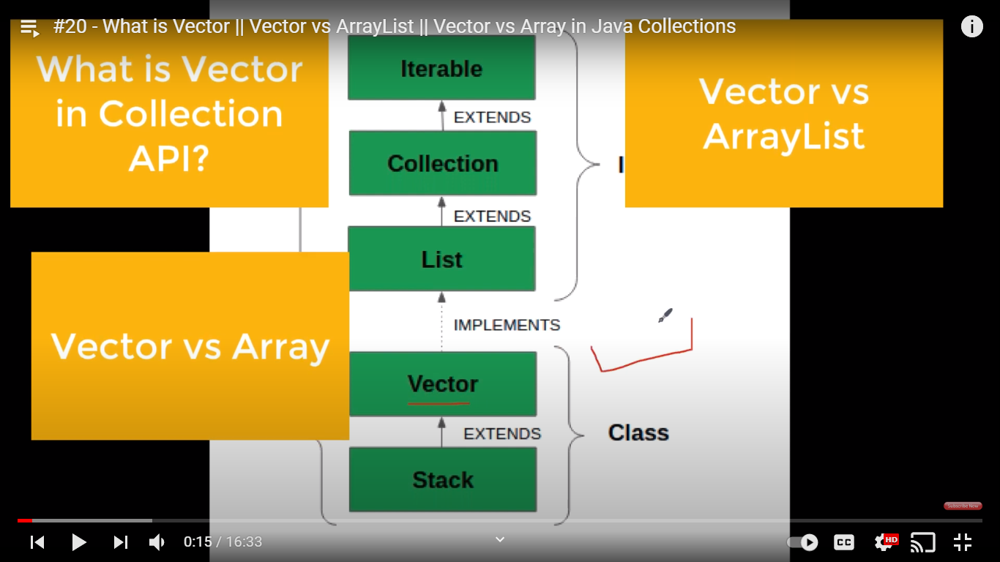 #20 - What is Vector || Vector vs ArrayList || Vector vs Array in Java Collections
What is Vector
in Collection
API?
Iterable
EXTENDS
Collection
EXTENDS
List
IMPLEMENTS
Vector
EXTENDS
Stack
Vector vs
ArrayList
Vector vs Array
Class
Subscribe Now
0:15 / 16:33
CC
HD